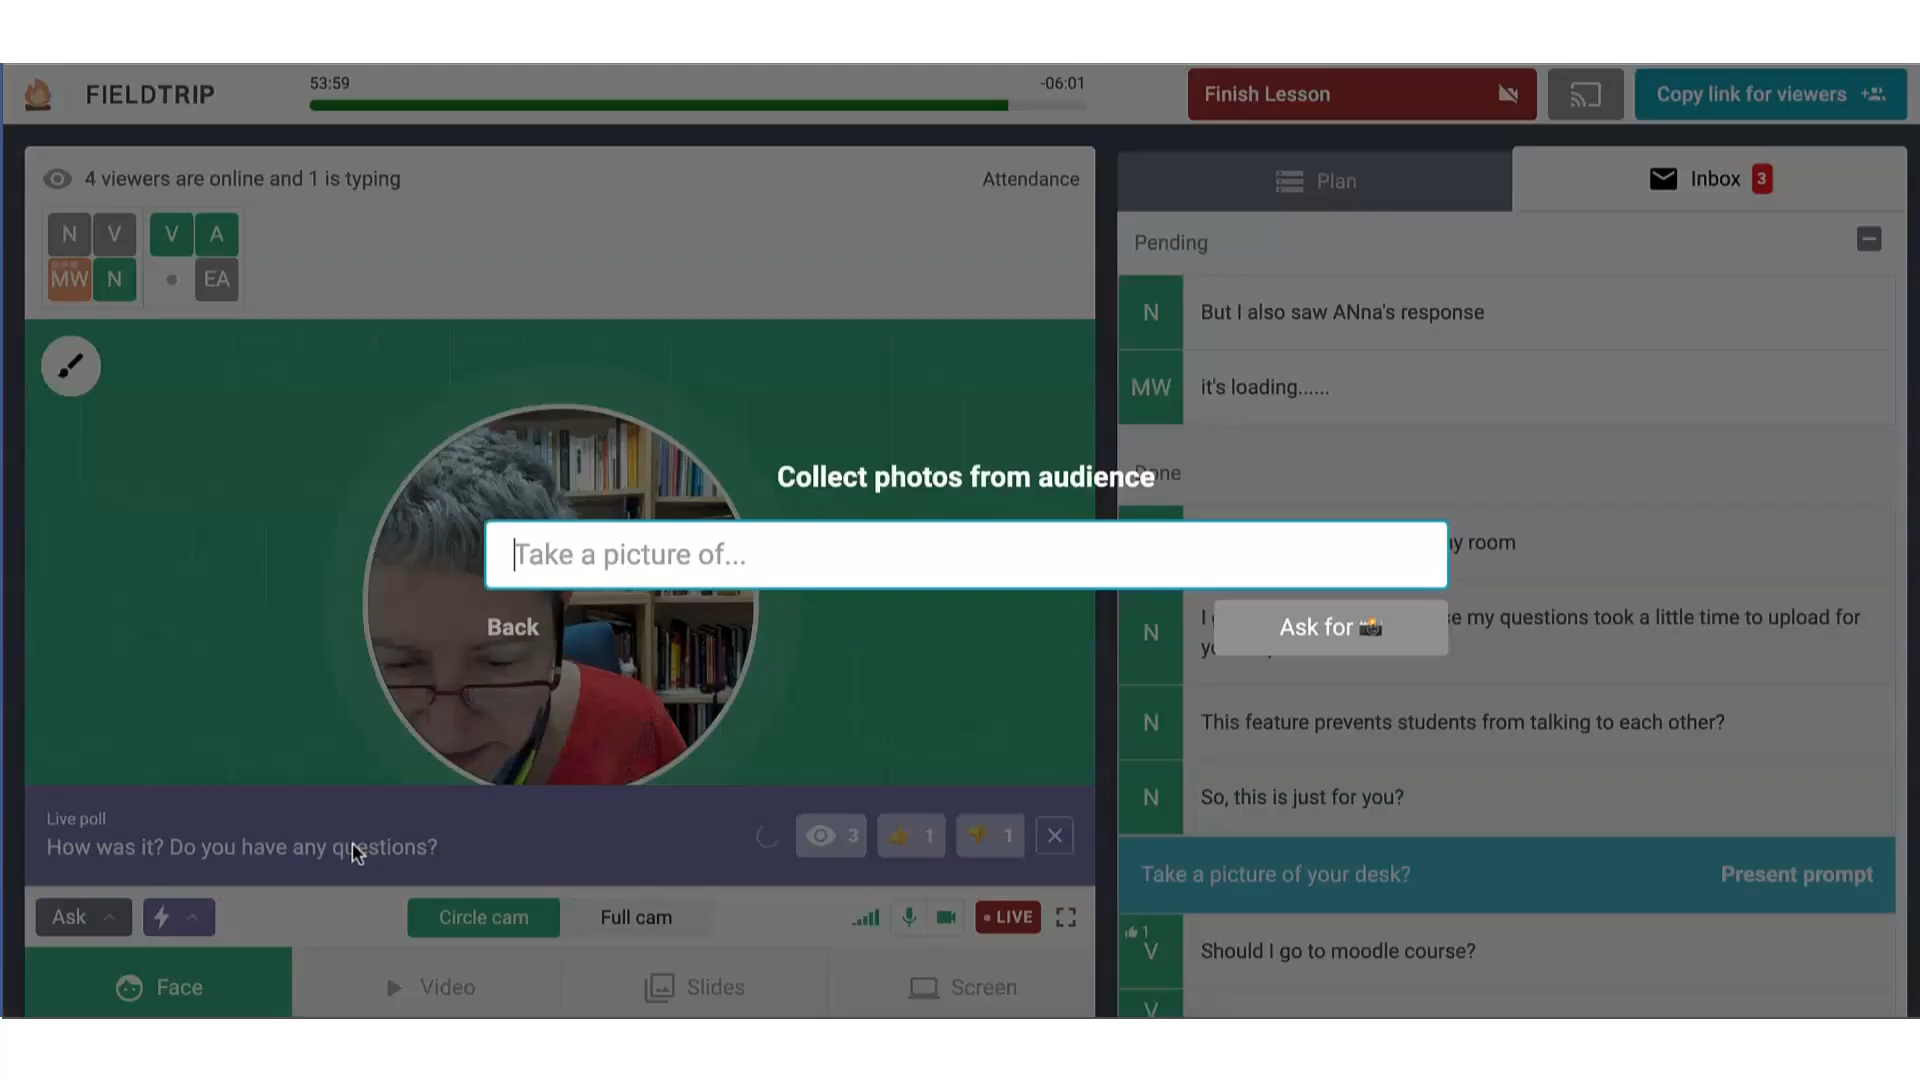 FIELDTRIP
53:59
-06:01
Finish Lesson
Copy link for viewers
4 viewers are online and 1 is typing
Attendance
N V V A
MW N EA
Plan
Inbox 3
Pending
N But I also saw ANna's response
MW it's loading......
Done
Collect photos from audience
Take a picture of...
y room
Back
Ask for
N I
e my questions took a little time to upload for
N This feature prevents students from talking to each other?
N So, this is just for you?
Take a picture of your desk?
Present prompt
1
V Should I go to moodle course?
V
Live poll
How was it? Do you have any questions?
3 1 1
Ask
Circle cam
Full cam
LIVE
Face
Video
Slides
Screen